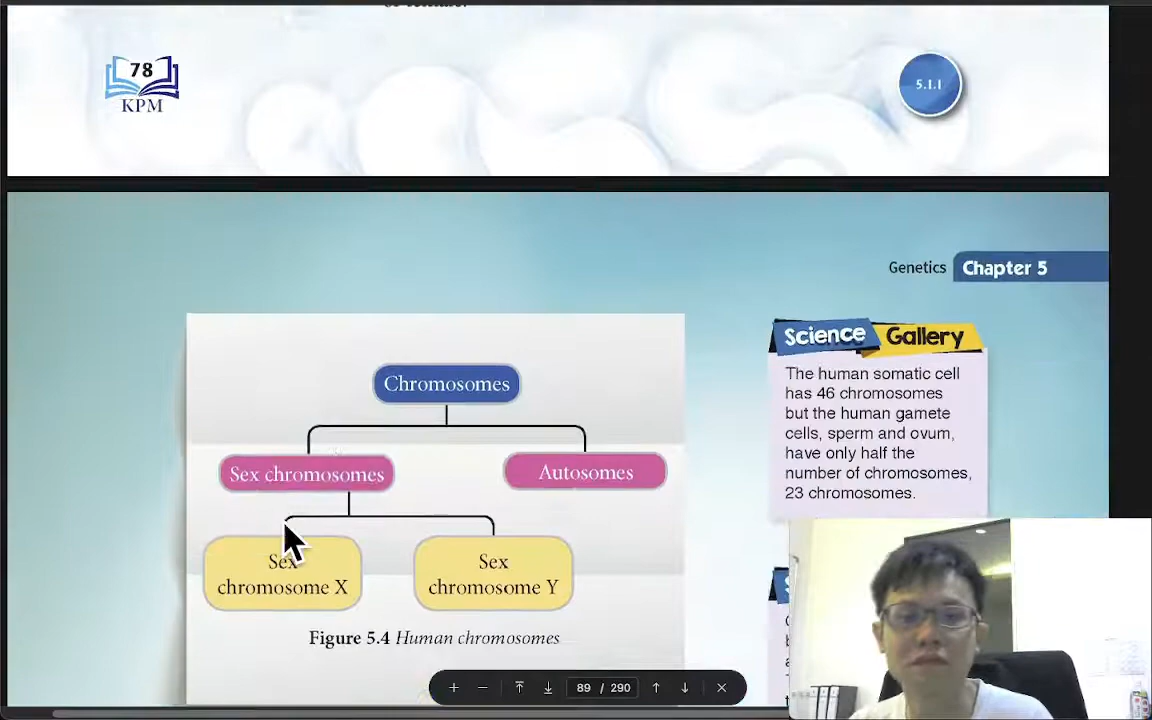 78
KPM
5.1.1
Genetics Chapter 5
Science Gallery
The human somatic cell
has 46 chromosomes
but the human gamete
cells, sperm and ovum,
have only half the
number of chromosomes,
23 chromosomes.
Chromosomes
Sex chromosomes
Autosomes
Sex
chromosome X
Sex
chromosome Y
Figure 5.4 Human chromosomes
89 / 290